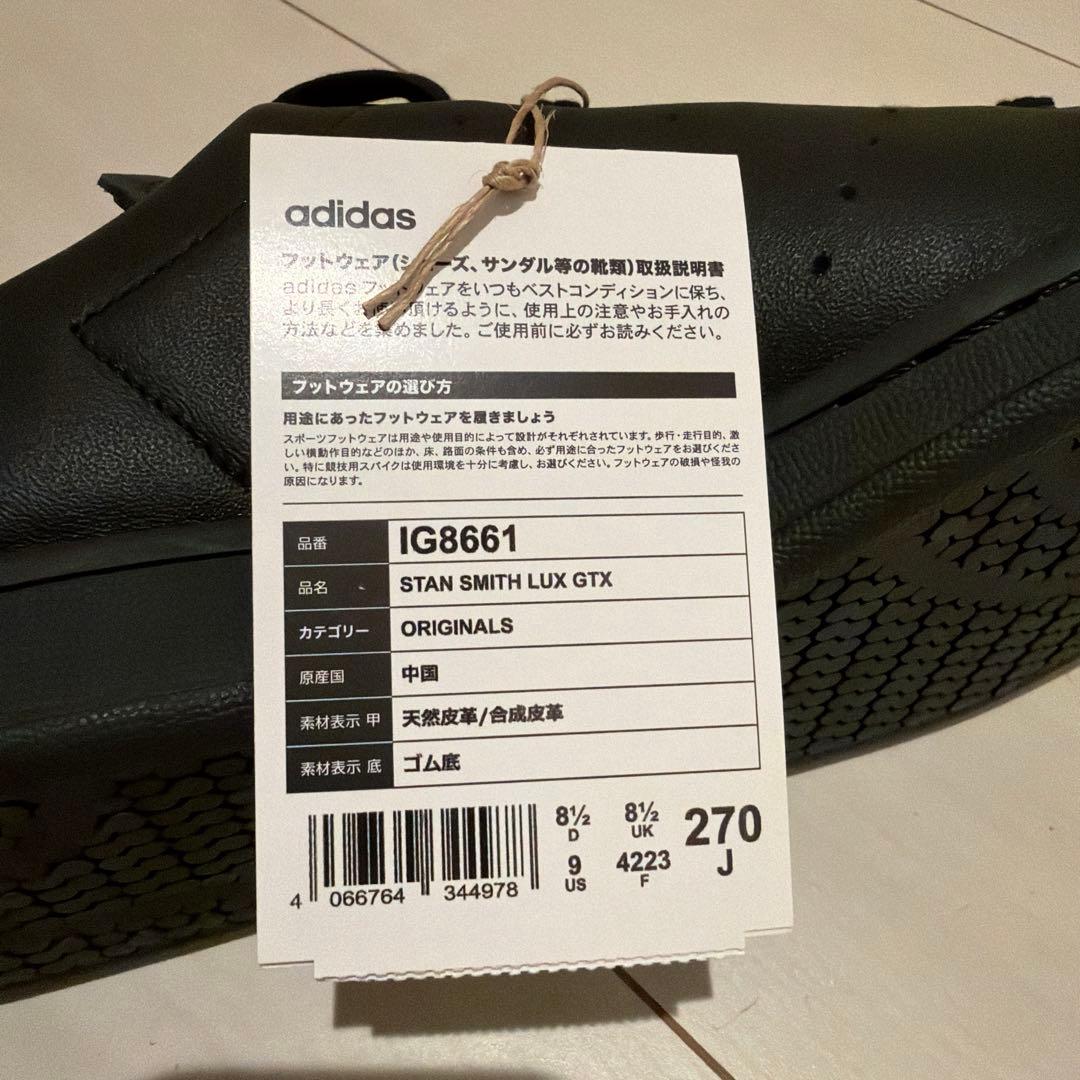 adidas
フットウェア(シューズ、サンダル等の靴類)取扱説明書
adidasフットウェアをいつもベストコンディションに保ち、
より長くお使い頂けるように、使用上の注意やお手入れの
方法などを集めました。ご使用前に必ずお読みください。
フットウェアの選び方
用途にあったフットウェアを履きましょう
スポーツフットウェアは用途や使用目的によって設計がそれぞれされています。歩行・走行目的、激
しい横動作目的などのほか、床、路面の条件も含め、必ず用途に合ったフットウェアをお選びくださ
い。特に競技用スパイクは使用環境を十分に考慮し、お選びください。フットウェアの破損や怪我の
原因になります。
品番 IG8661
品名 STAN SMITH LUX GTX
カテゴリー ORIGINALS
原産国 中国
素材表示 甲 天然皮革/合成皮革
素材表示 底 ゴム底
8½ D 8½ UK 270 J
9 US 4223 F
4 066764 344978